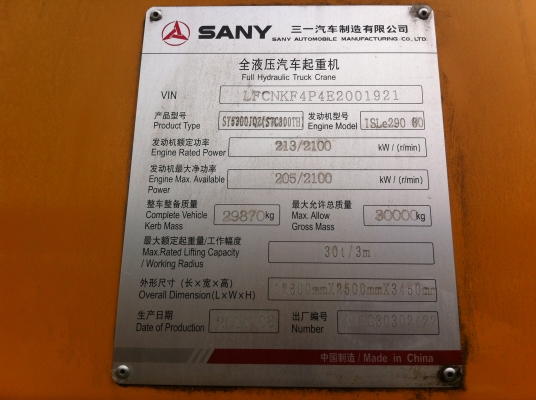 SANY 三一汽车制造有限公司
SANY AUTOMOBILE MANUFACTURING CO.,LTD.
全液压汽车起重机
Full Hydraulic Truck Crane
VIN LFCNKF4P4E2001921
产品型号 发动机型号
Product Type Engine Model ISLe290
发动机额定功率
Engine Rated Power 213/2100 kW / (r/min)
发动机最大净功率
Engine Max. Available Power 205/2100 kW / (r/min)
整车整备质量 最大允许总质量
Complete Vehicle Kerb Mass 29870kg Max. Allow Gross Mass 30000kg
最大额定起重量/工作幅度
Max.Rated Lifting Capacity / Working Radius 30t/3m
外形尺寸（长×宽×高）
Overall Dimension(L×W×H)
生产日期 出厂编号
Date of Production Number
中国制造 / Made in China